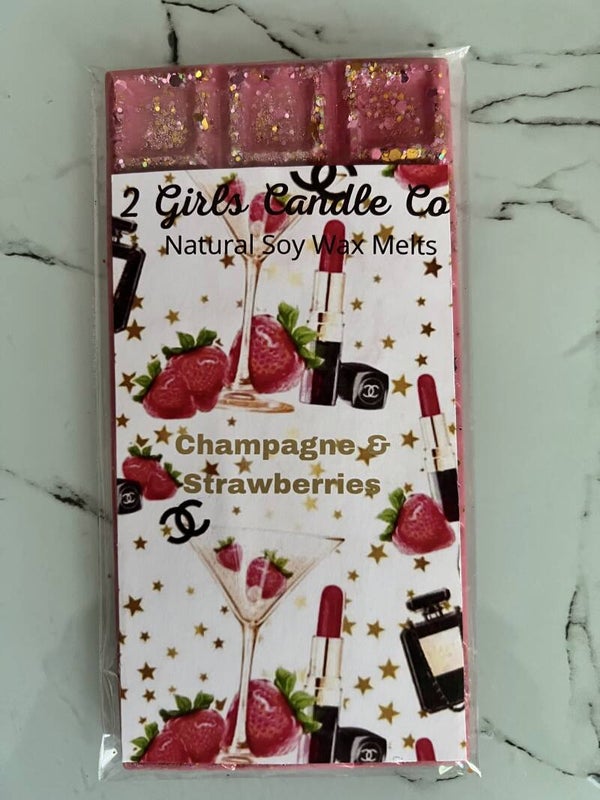 2 Girls Candle Co
Natural Soy Wax Melts
Champagne &
Strawberries